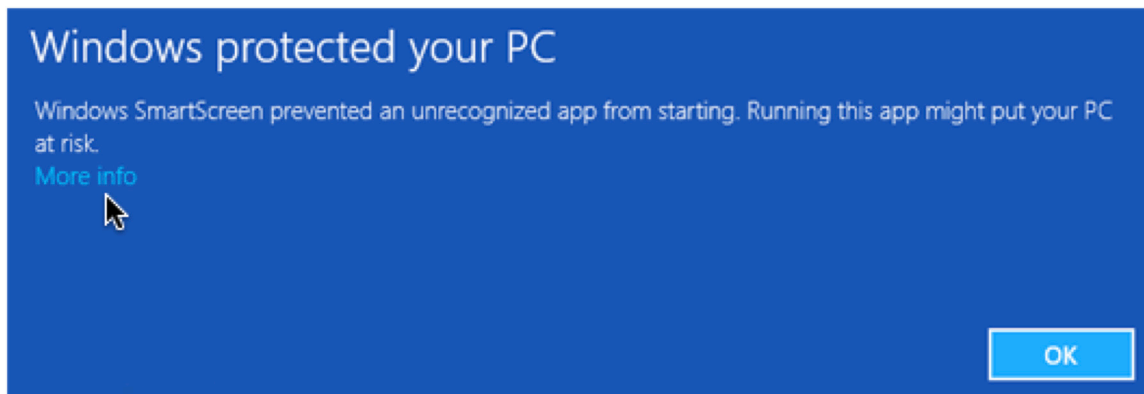 Windows protected your PC
Windows SmartScreen prevented an unrecognized app from starting. Running this app might put your PC
at risk.
More info
OK